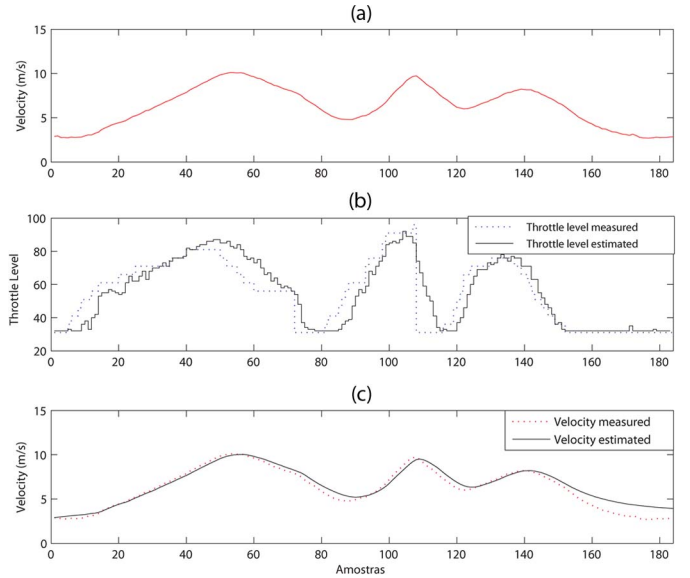 (a)
15
10
5
0
Velocity (m/s)
0 20 40 60 80 100 120 140 160 180
(b)
100
80
60
40
20
Throttle Level
Throttle level measured
Throttle level estimated
0 20 40 60 80 100 120 140 160 180
(c)
15
10
5
0
Velocity (m/s)
Velocity measured
Velocity estimated
0 20 40 60 80 100 120 140 160 180
Amostras